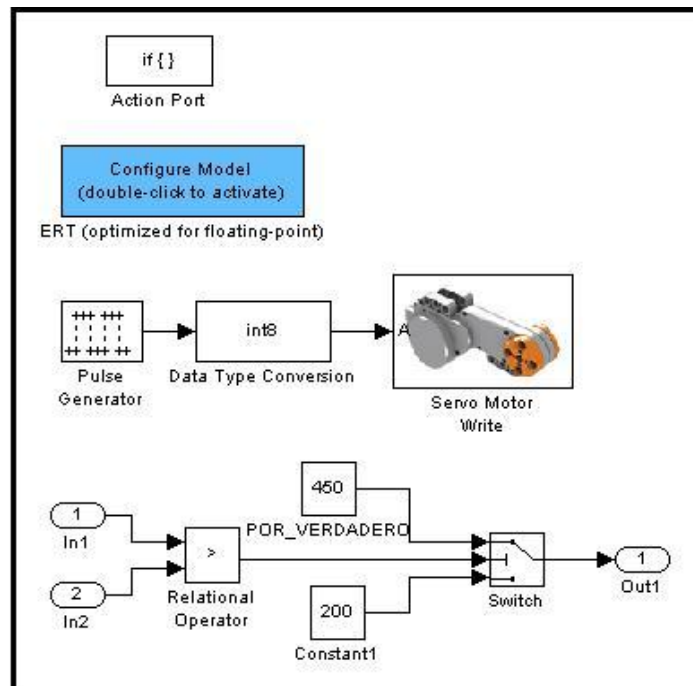 if { }
Action Port
Configure Model
(double-click to activate)
ERT (optimized for floating-point)
int8
A
Pulse
Generator
Data Type Conversion
Servo Motor
Write
450
POR_VERDADERO
1
In1
2
In2
>
Relational
Operator
200
Constant1
Switch
1
Out1